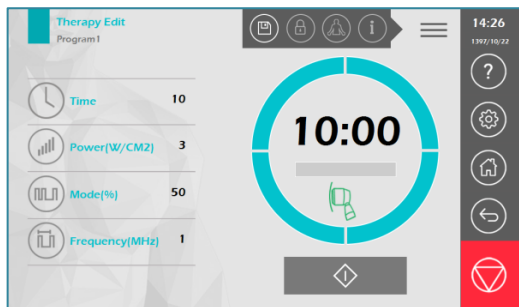 Therapy Edit
Program1
14:26
1397/10/22
Time 10
Power(W/CM2) 3
Mode(%) 50
Frequency(MHz) 1
10:00